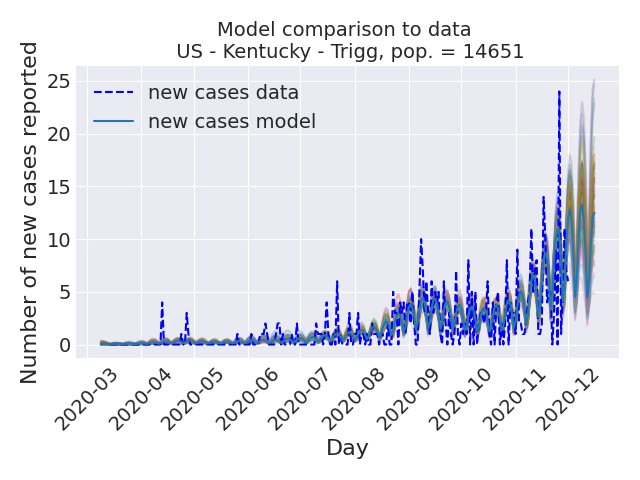 Model comparison to data
US - Kentucky - Trigg, pop. = 14651
Number of new cases reported
25
20
15
10
5
0
new cases data
new cases model
2020-03
2020-04
2020-05
2020-06
2020-07
2020-08
2020-09
2020-10
2020-11
2020-12
Day